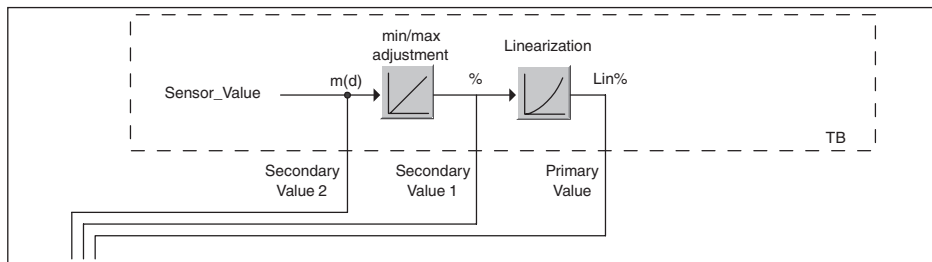 min/max
adjustment
Linearization
Sensor_Value
m(d)
%
Lin%
TB
Secondary
Value 2
Secondary
Value 1
Primary
Value